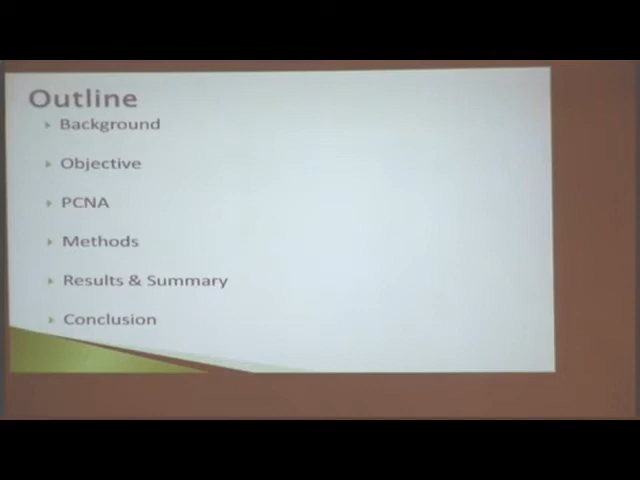 Outline
Background
Objective
PCNA
Methods
Results & Summary
Conclusion